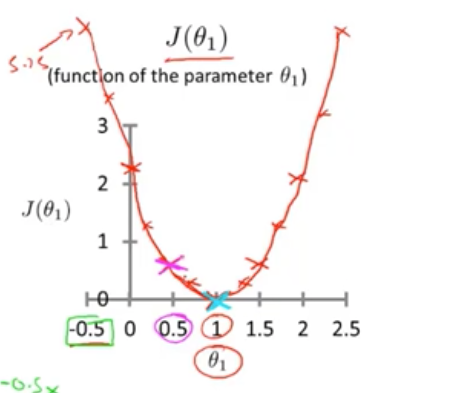 J(θ₁)
5.25
(function of the parameter θ₁)
3
2
J(θ₁)
1
0
-0.5 0 0.5 1 1.5 2 2.5
θ₁
-0.5x